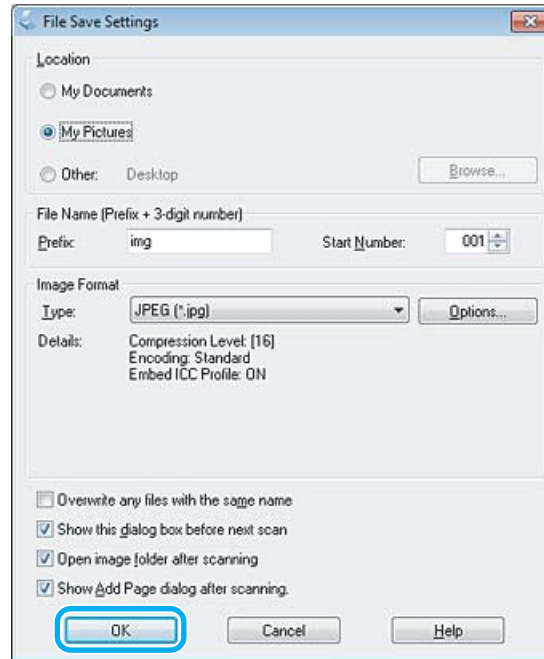 File Save Settings
Location
My Documents
My Pictures
Other: Desktop Browse...
File Name (Prefix + 3-digit number)
Prefix: img Start Number: 001
Image Format
Type: JPEG (*.jpg) Options...
Details: Compression Level: [16]
Encoding: Standard
Embed ICC Profile: ON
Overwrite any files with the same name
Show this dialog box before next scan
Open image folder after scanning
Show Add Page dialog after scanning.
OK Cancel Help